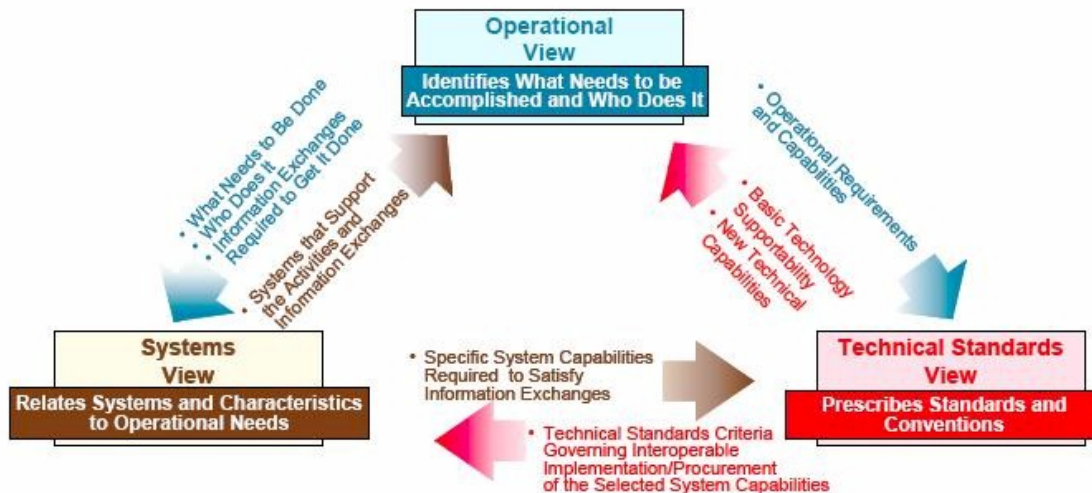 Operational
View
Identifies What Needs to be
Accomplished and Who Does It
• What Needs to Be Done
• Who Does It
• Information Exchanges
Required to Get It Done
• Systems that Support
the Activities and
Information Exchanges
• Operational Requirements
and Capabilities
• Basic Technology
Supportability
• New Technical
Capabilities
Systems
View
Relates Systems and Characteristics
to Operational Needs
• Specific System Capabilities
Required to Satisfy
Information Exchanges
• Technical Standards Criteria
Governing Interoperable
Implementation/Procurement
of the Selected System Capabilities
Technical Standards
View
Prescribes Standards and
Conventions